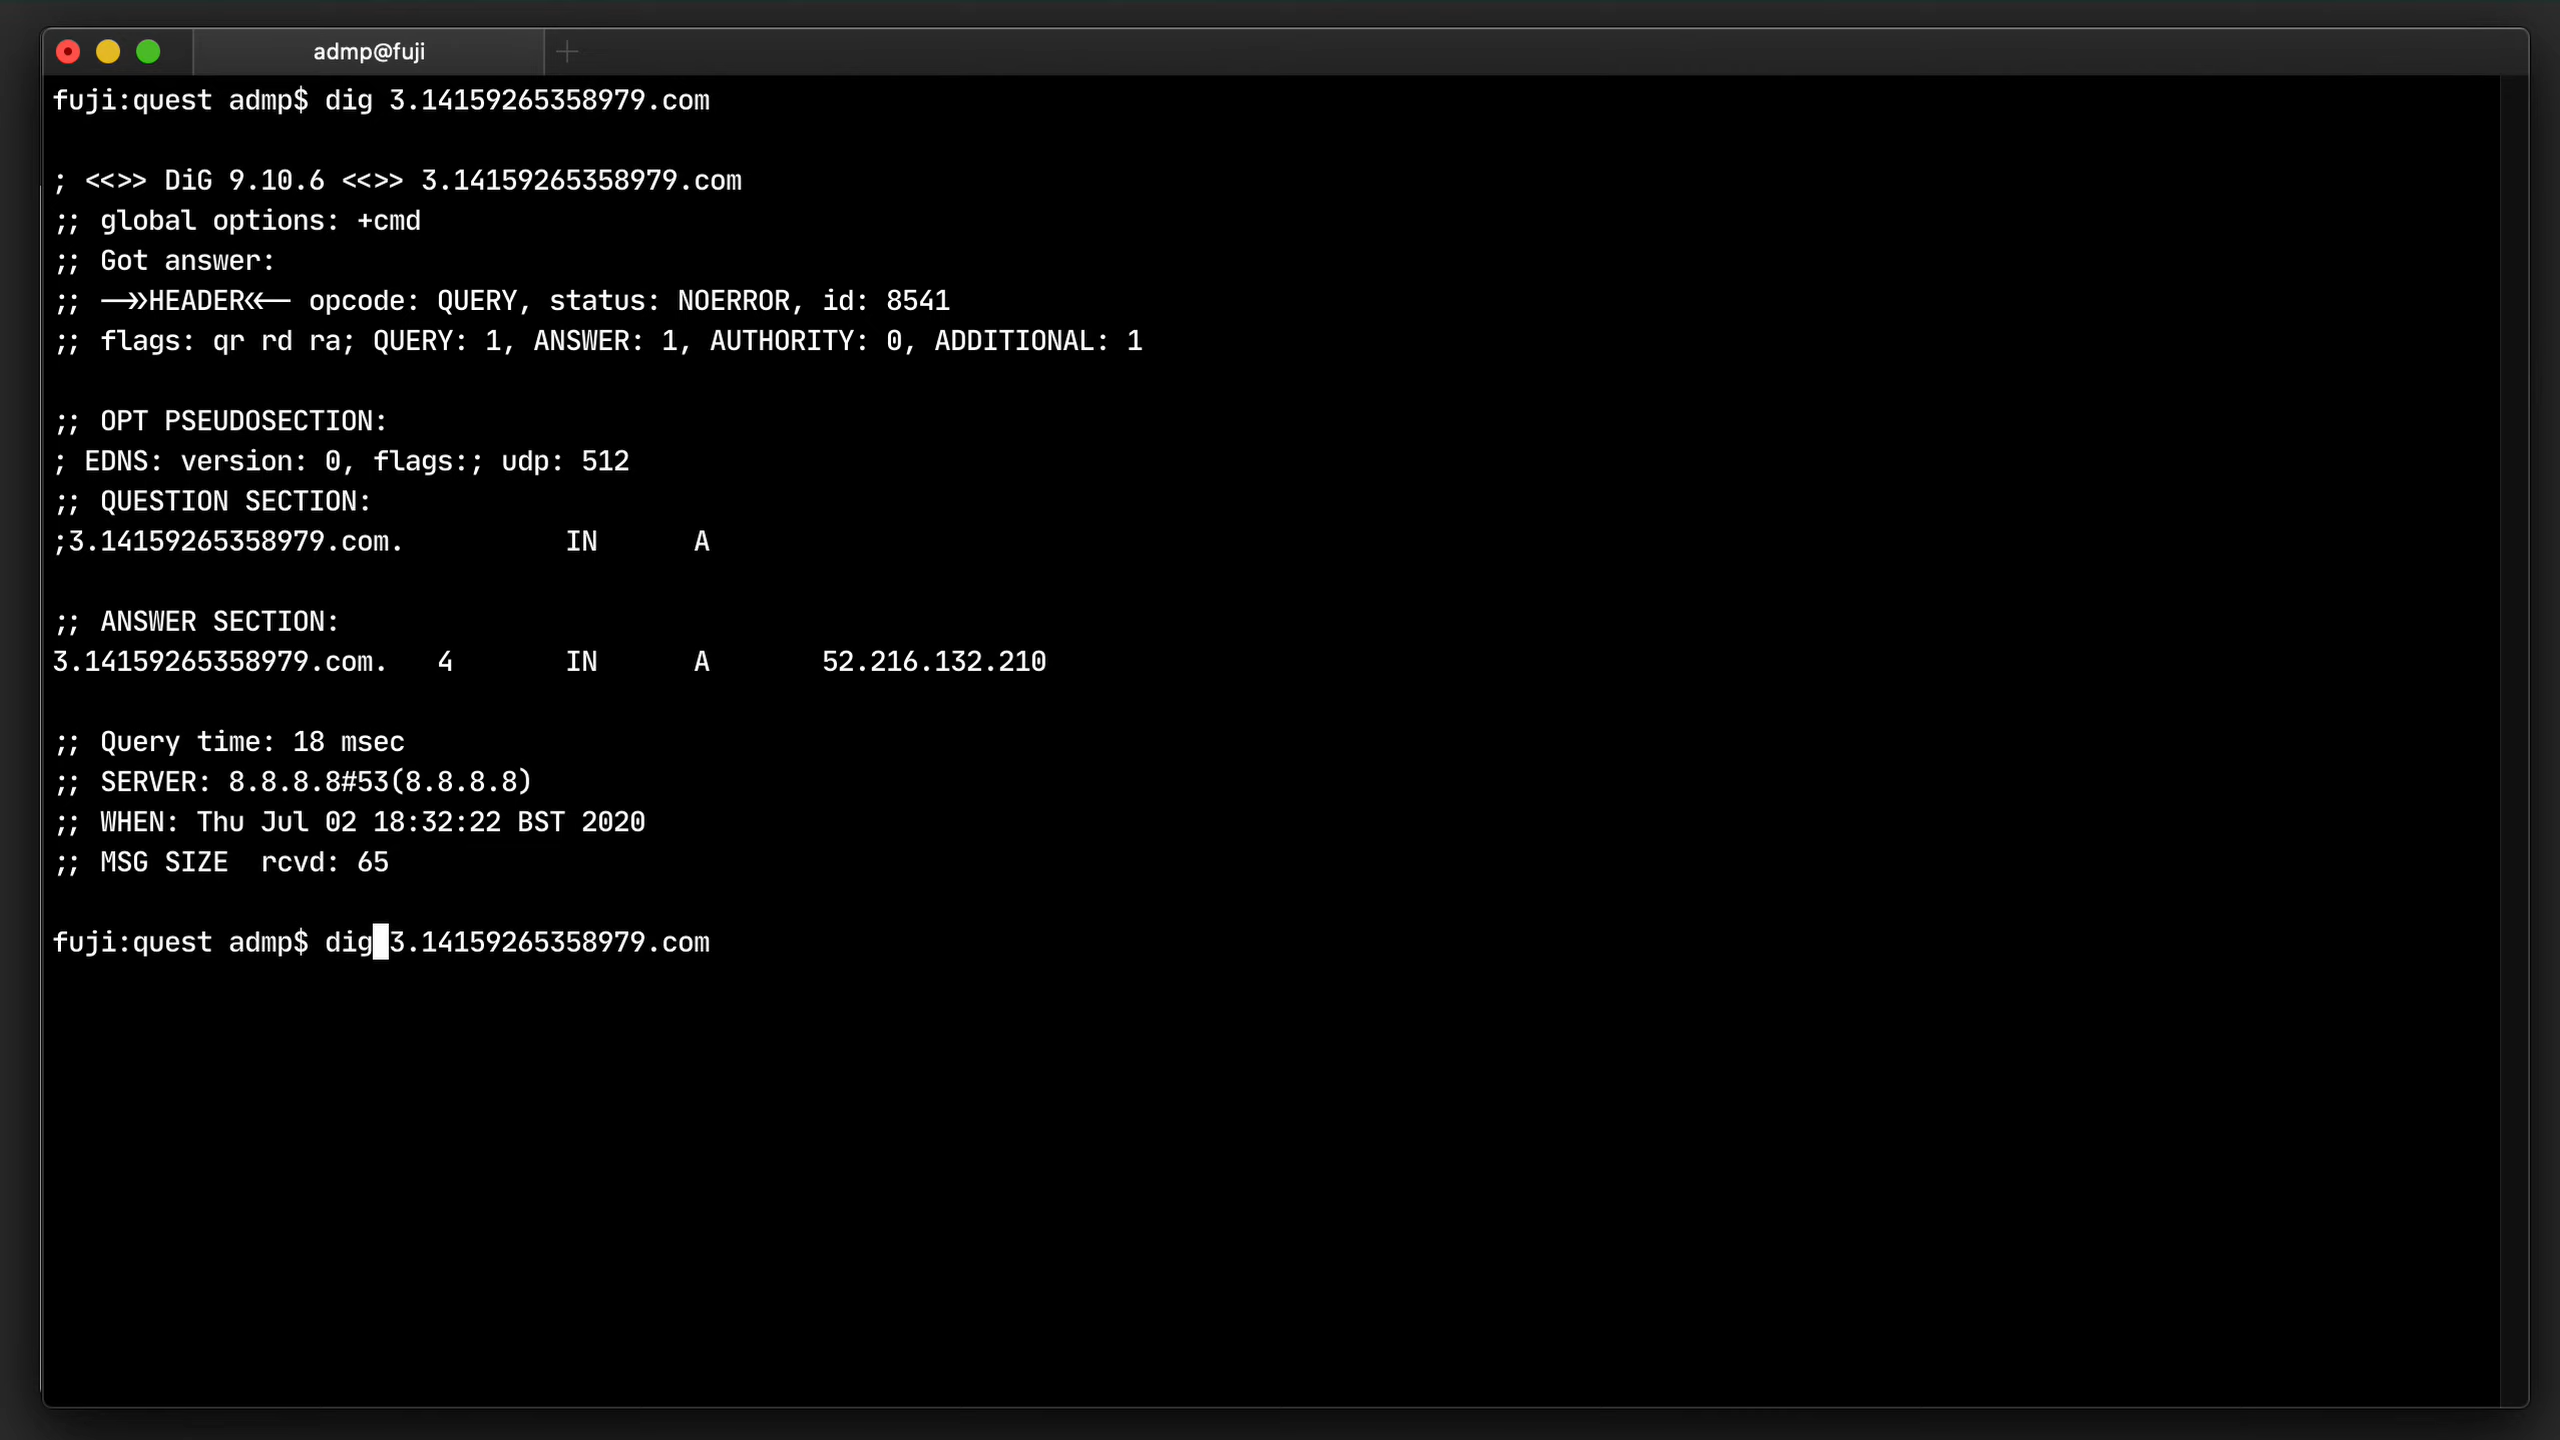 admp@fuji
fuji:quest admp$ dig 3.14159265358979.com
; <<>> DiG 9.10.6 <<>> 3.14159265358979.com
;; global options: +cmd
;; Got answer:
;; ->>HEADER<<- opcode: QUERY, status: NOERROR, id: 8541
;; flags: qr rd ra; QUERY: 1, ANSWER: 1, AUTHORITY: 0, ADDITIONAL: 1
;; OPT PSEUDOSECTION:
; EDNS: version: 0, flags:; udp: 512
;; QUESTION SECTION:
;3.14159265358979.com. IN A
;; ANSWER SECTION:
3.14159265358979.com. 4 IN A 52.216.132.210
;; Query time: 18 msec
;; SERVER: 8.8.8.8#53(8.8.8.8)
;; WHEN: Thu Jul 02 18:32:22 BST 2020
;; MSG SIZE  rcvd: 65
fuji:quest admp$ dig 3.14159265358979.com